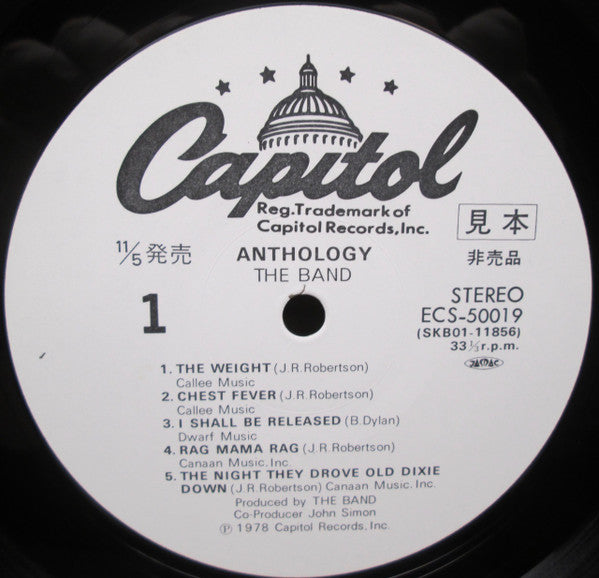 Capitol
Reg.Trademark of
Capitol Records,Inc.
見本
11/5 発売
ANTHOLOGY
THE BAND
非売品
1
STEREO
ECS-50019
(SKB01-11856)
33 1/3 r.p.m.
JASRAC
1. THE WEIGHT (J.R.Robertson)
Callee Music
2. CHEST FEVER (J.R.Robertson)
Callee Music
3. I SHALL BE RELEASED (B.Dylan)
Dwarf Music
4. RAG MAMA RAG (J.R.Robertson)
Canaan Music.Inc.
5. THE NIGHT THEY DROVE OLD DIXIE
DOWN (J.R.Robertson) Canaan Music. Inc.
Produced by THE BAND
Co-Producer John Simon
℗ 1978 Capitol Records, Inc.